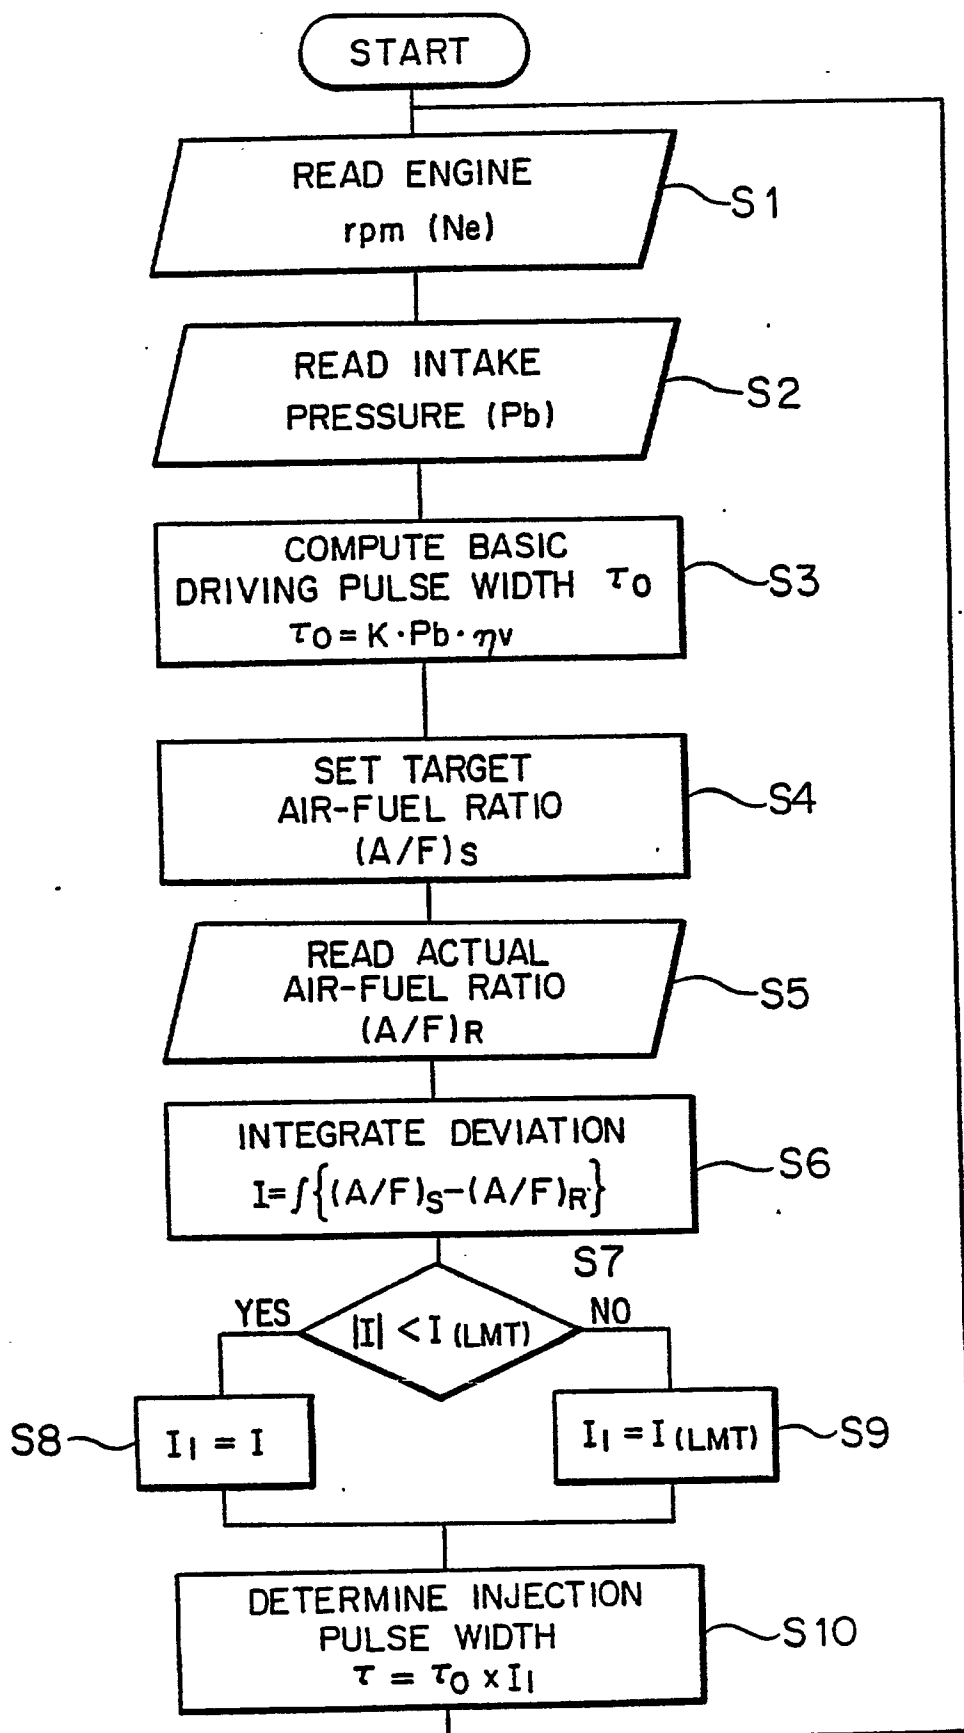 START
READ ENGINE
rpm (Ne)
S1
READ INTAKE
PRESSURE (Pb)
S2
COMPUTE BASIC
DRIVING PULSE WIDTH τ0
τ0 = K · Pb · ηv
S3
SET TARGET
AIR-FUEL RATIO
(A/F)S
S4
READ ACTUAL
AIR-FUEL RATIO
(A/F)R
S5
INTEGRATE DEVIATION
I=∫{(A/F)S-(A/F)R}
S6
S7
YES
|I| < I (LMT)
NO
S8
I1 = I
I1 = I (LMT)
S9
DETERMINE INJECTION
PULSE WIDTH
τ = τ0 x I1
S10